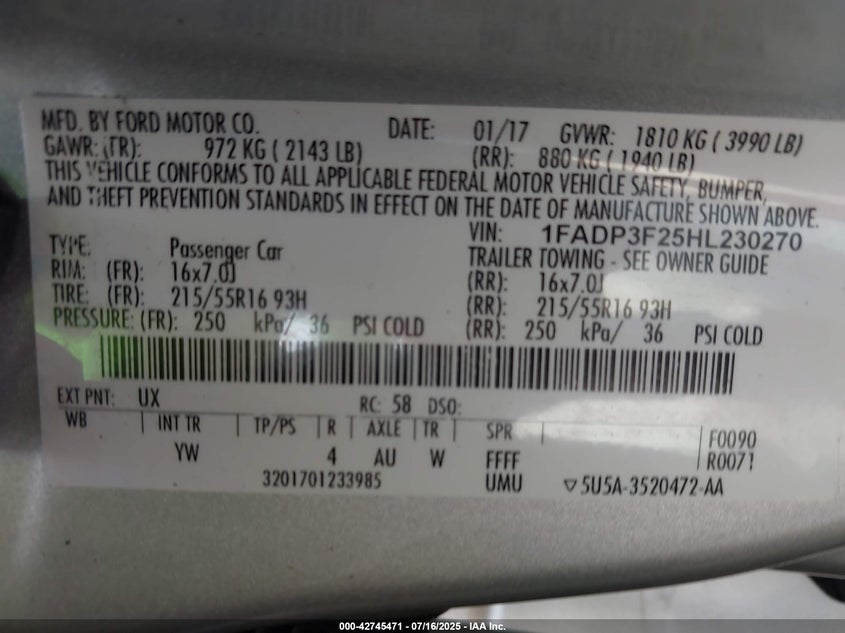 MFD. BY FORD MOTOR CO. DATE: 01/17 GVWR: 1810 KG ( 3990 LB)
GAWR: (FR): 972 KG ( 2143 LB) (RR): 880 KG ( 1940 LB)
THIS VEHICLE CONFORMS TO ALL APPLICABLE FEDERAL MOTOR VEHICLE SAFETY, BUMPER,
AND THEFT PREVENTION STANDARDS IN EFFECT ON THE DATE OF MANUFACTURE SHOWN ABOVE.
VIN: 1FADP3F25HL230270
TYPE: Passenger Car TRAILER TOWING - SEE OWNER GUIDE
RIM: (FR): 16x7.0J (RR): 16x7.0J
TIRE: (FR): 215/55R16 93H (RR): 215/55R16 93H
PRESSURE: (FR): 250 kPa/ 36 PSI COLD (RR): 250 kPa/ 36 PSI COLD
EXT PNT: UX RC: 58 DSO:
WB | INT TR | TP/PS | R | AXLE | TR | SPR | F0090
YW 4 AU W FFFF | R0071
3201701233985 UMU ▽5U5A-3520472-AA
000-42745471 - 07/16/2025 - IAA Inc.